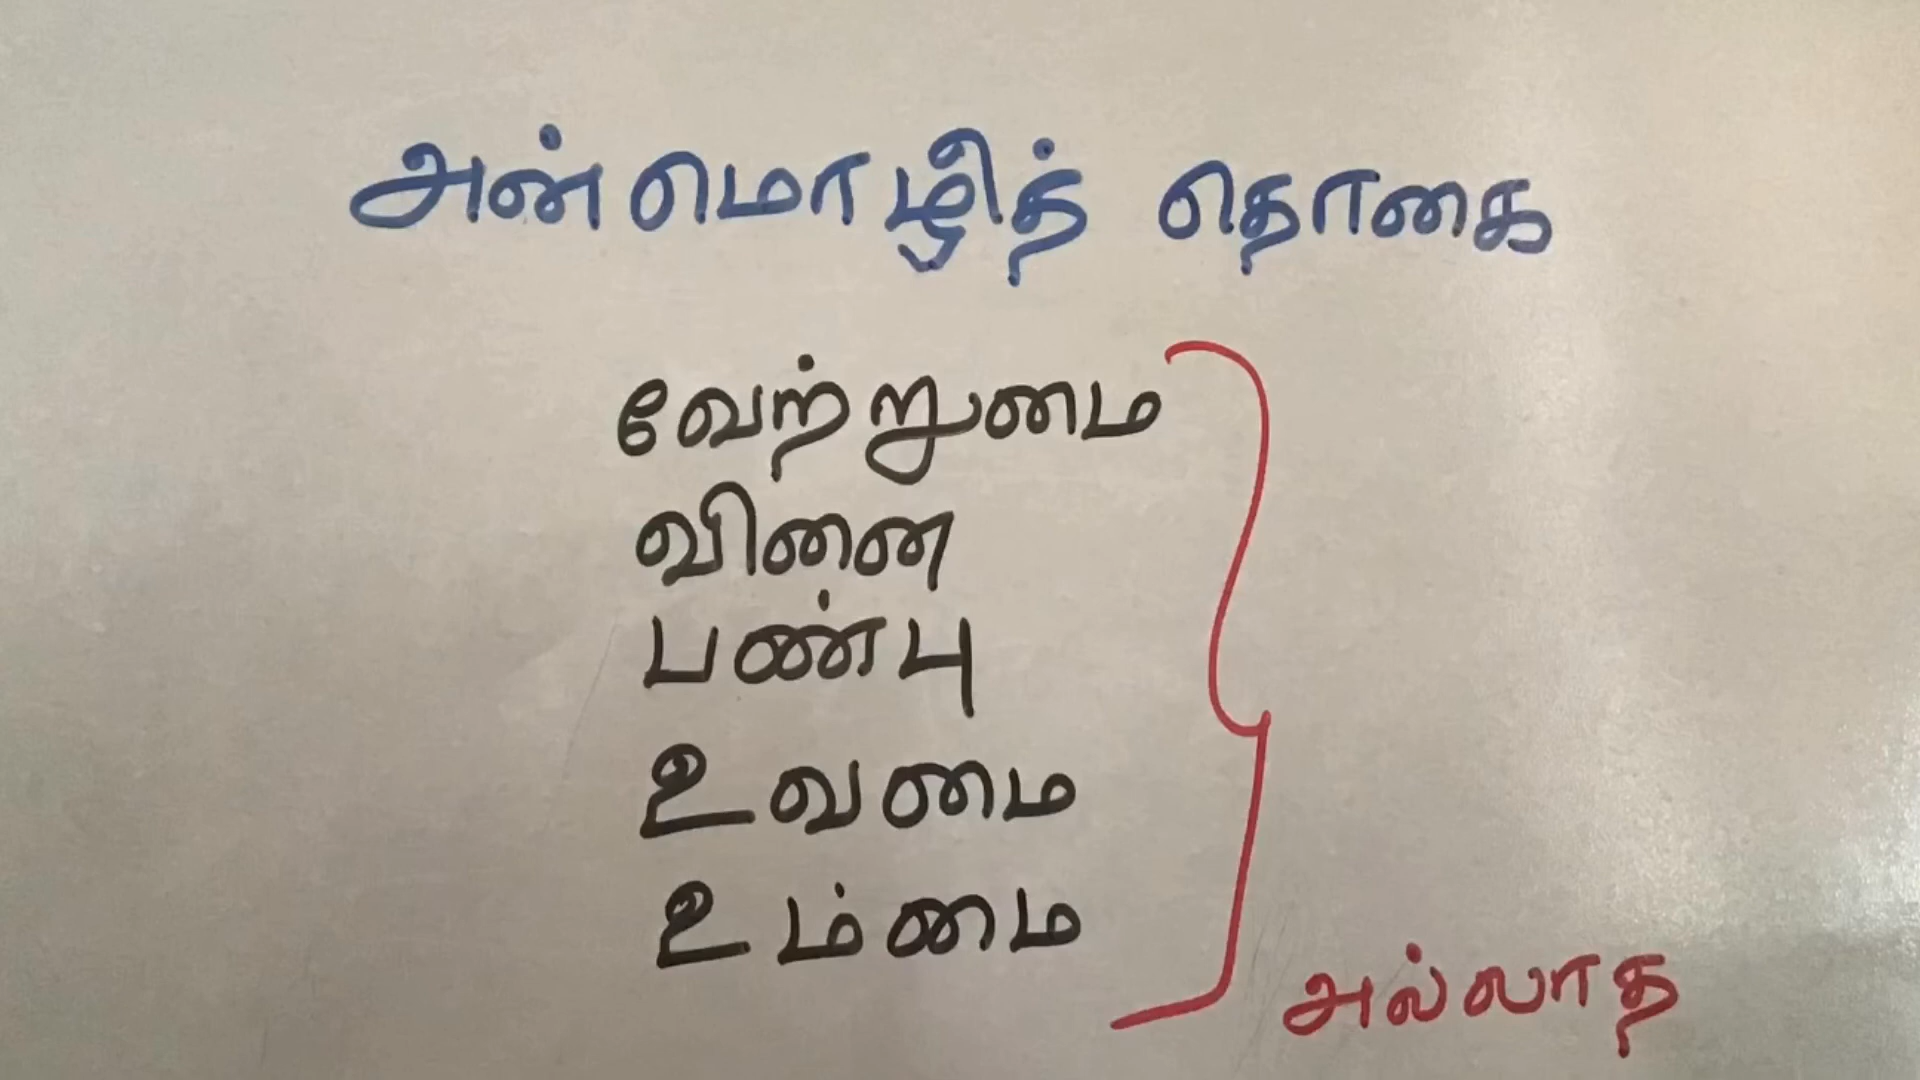 அன்மொழித் தொகை
வேற்றுமை
வினை
பண்பு
உவமை
உம்மை
அல்லாத